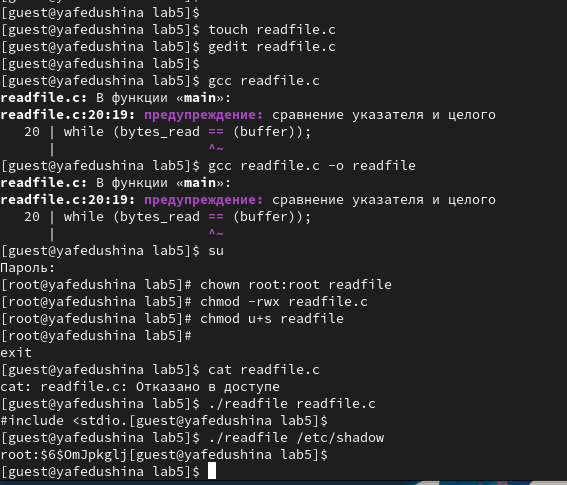 [guest@yafedushina lab5]$
[guest@yafedushina lab5]$ touch readfile.c
[guest@yafedushina lab5]$ gedit readfile.c
[guest@yafedushina lab5]$
[guest@yafedushina lab5]$ gcc readfile.c
readfile.c: В функции «main»:
readfile.c:20:19: предупреждение: сравнение указателя и целого
   20 | while (bytes_read == (buffer));
      |                   ^~
[guest@yafedushina lab5]$ gcc readfile.c -o readfile
readfile.c: В функции «main»:
readfile.c:20:19: предупреждение: сравнение указателя и целого
   20 | while (bytes_read == (buffer));
      |                   ^~
[guest@yafedushina lab5]$ su
Пароль:
[root@yafedushina lab5]# chown root:root readfile
[root@yafedushina lab5]# chmod -rwx readfile.c
[root@yafedushina lab5]# chmod u+s readfile
[root@yafedushina lab5]#
exit
[guest@yafedushina lab5]$ cat readfile.c
cat: readfile.c: Отказано в доступе
[guest@yafedushina lab5]$ ./readfile readfile.c
#include <stdio.[guest@yafedushina lab5]$
[guest@yafedushina lab5]$ ./readfile /etc/shadow
root:$6$OmJpkglj[guest@yafedushina lab5]$
[guest@yafedushina lab5]$